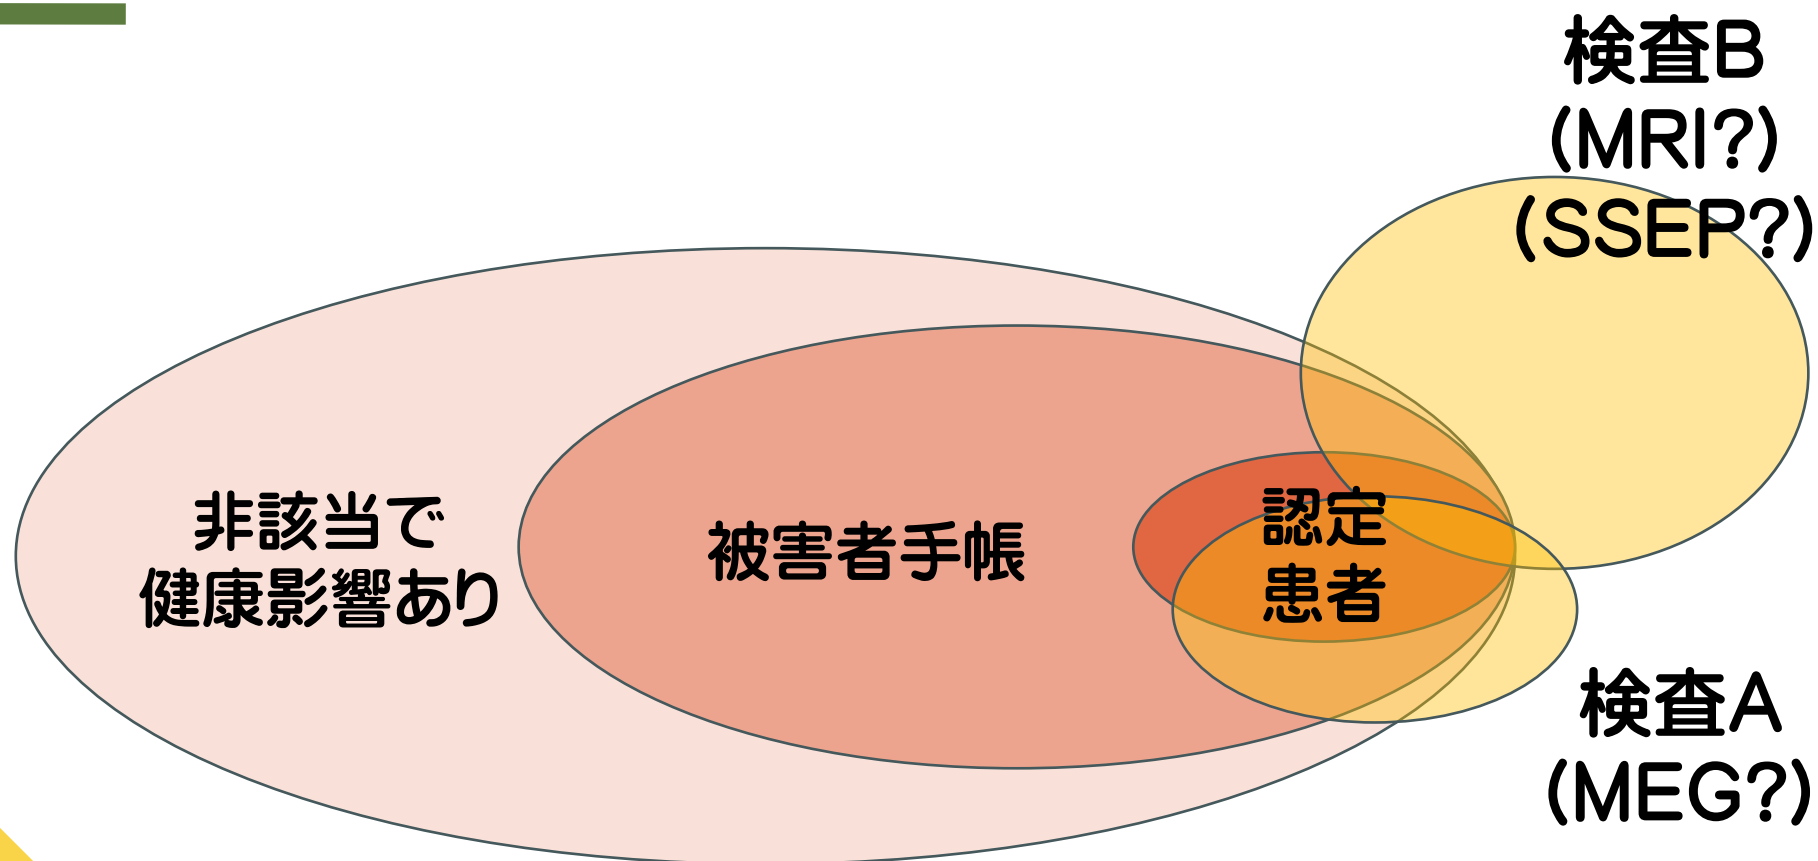 検査B
(MRI?)
(SSEP?)
非該当で
健康影響あり
被害者手帳
認定
患者
検査A
(MEG?)